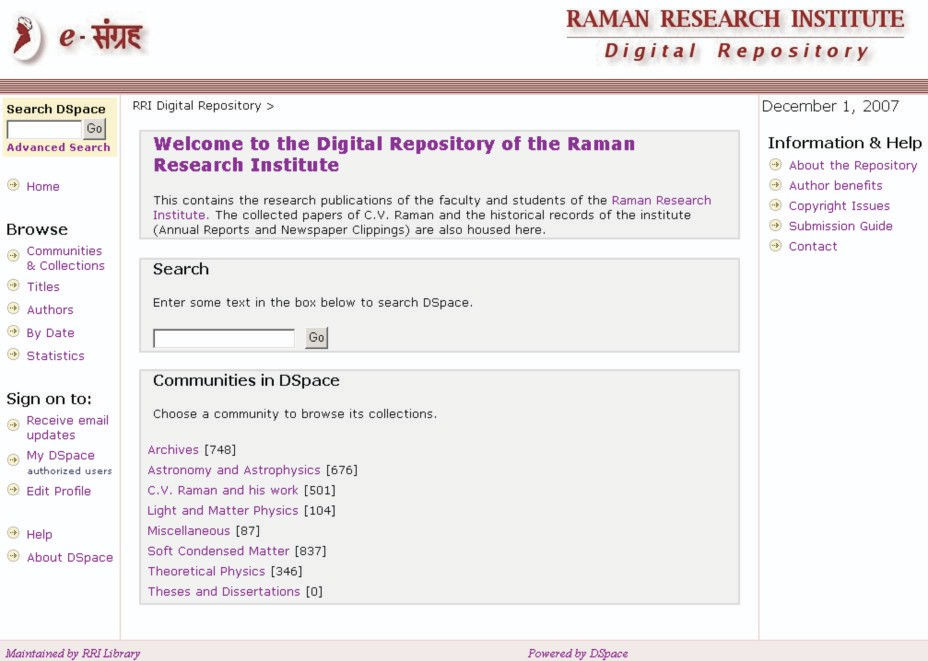 e-संग्रह
RAMAN RESEARCH INSTITUTE
Digital Repository
Search DSpace
Go
Advanced Search
Home
Browse
Communities
& Collections
Titles
Authors
By Date
Statistics
Sign on to:
Receive email
updates
My DSpace
authorized users
Edit Profile
Help
About DSpace
RRI Digital Repository >
Welcome to the Digital Repository of the Raman
Research Institute
This contains the research publications of the faculty and students of the Raman Research
Institute. The collected papers of C.V. Raman and the historical records of the institute
(Annual Reports and Newspaper Clippings) are also housed here.
Search
Enter some text in the box below to search DSpace.
Go
Communities in DSpace
Choose a community to browse its collections.
Archives [748]
Astronomy and Astrophysics [676]
C.V. Raman and his work [501]
Light and Matter Physics [104]
Miscellaneous [87]
Soft Condensed Matter [837]
Theoretical Physics [346]
Theses and Dissertations [0]
December 1, 2007
Information & Help
About the Repository
Author benefits
Copyright Issues
Submission Guide
Contact
Maintained by RRI Library
Powered by DSpace